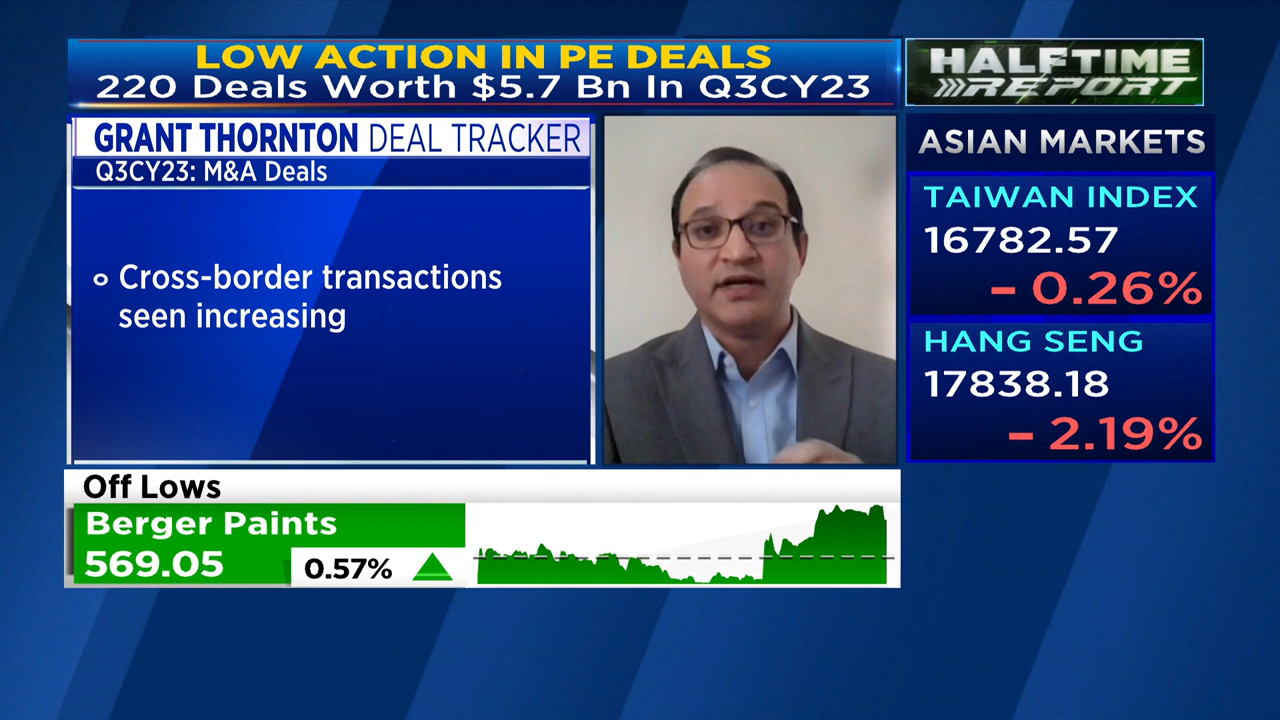 LOW ACTION IN PE DEALS
220 Deals Worth $5.7 Bn In Q3CY23
HALFTIME
REPORT
GRANT THORNTON DEAL TRACKER
Q3CY23: M&A Deals
Cross-border transactions
seen increasing
ASIAN MARKETS
TAIWAN INDEX
16782.57
– 0.26%
HANG SENG
17838.18
– 2.19%
Off Lows
Berger Paints
569.05
0.57%